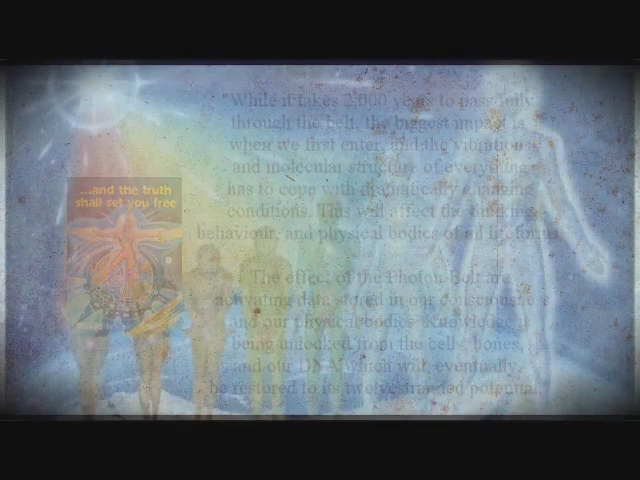 ...and the truth
shall set you free
"While it takes 2,000 years to pass fully
through the belt, the biggest impact is
when we first enter, and the vibrations
and molecular structure of everything
has to cope with dramatically changing
conditions. This will affect the thinking,
behaviour, and physical bodies of all lifeforms
The effect of the Photon Belt are
activating data stored in our consciousness
and our physical bodies. Knowledge is
being unlocked from the cells, bones,
and our DNA which will, eventually,
be restored to its twelve-stranded potential.